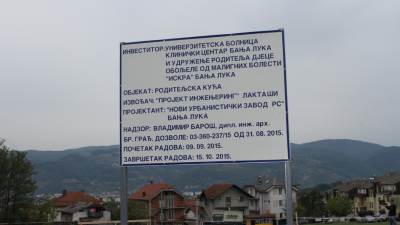 ИНВЕСТИТОР:УНИВЕРЗИТЕТСКА БОЛНИЦА
КЛИНИЧКИ ЦЕНТАР БАЊА ЛУКА
И УДРУЖЕЊЕ РОДИТЕЉА ДЈЕЦЕ
ОБОЉЕЛЕ ОД МАЛИГНИХ БОЛЕСТИ
"ИСКРА" БАЊА ЛУКА
ОБЈЕКАТ: РОДИТЕЉСКА КУЋА
ИЗВОЂАЧ: "ПРОЈЕКТ ИНЖЕЊЕРИНГ" ЛАКТАШИ
ПРОЈЕКТАНТ: "НОВИ УРБАНИСТИЧКИ ЗАВОД РС"
БАЊА ЛУКА
НАДЗОР: ВЛАДИМИР БАРОШ, дипл. инж. арх.
БР. ГРАЂ. ДОЗВОЛЕ: 03-360-237/15 ОД 31. 08. 2015.
ПОЧЕТАК РАДОВА: 09. 09. 2015.
ЗАВРШЕТАК РАДОВА: 15. 10. 2015.